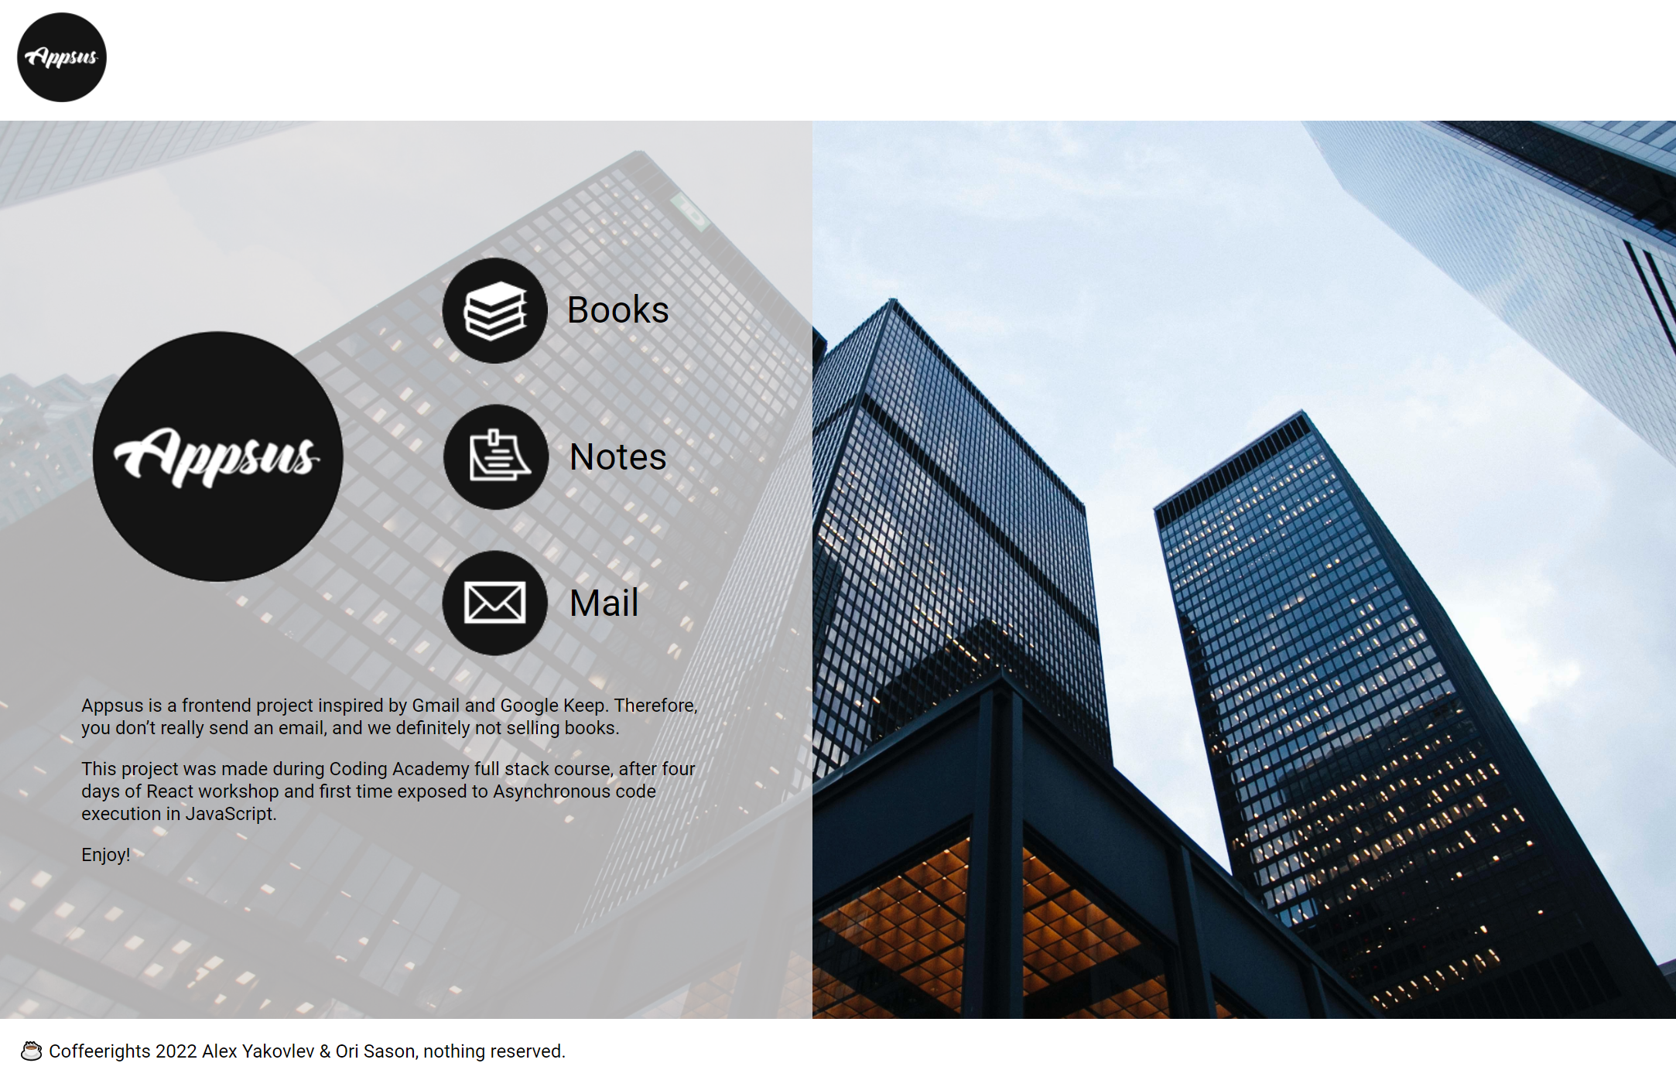 Appsus
Books
Appsus
Notes
Mail
Appsus is a frontend project inspired by Gmail and Google Keep. Therefore,
you don't really send an email, and we definitely not selling books.
This project was made during Coding Academy full stack course, after four
days of React workshop and first time exposed to Asynchronous code
execution in JavaScript.
Enjoy!
Coffeerights 2022 Alex Yakovlev & Ori Sason, nothing reserved.